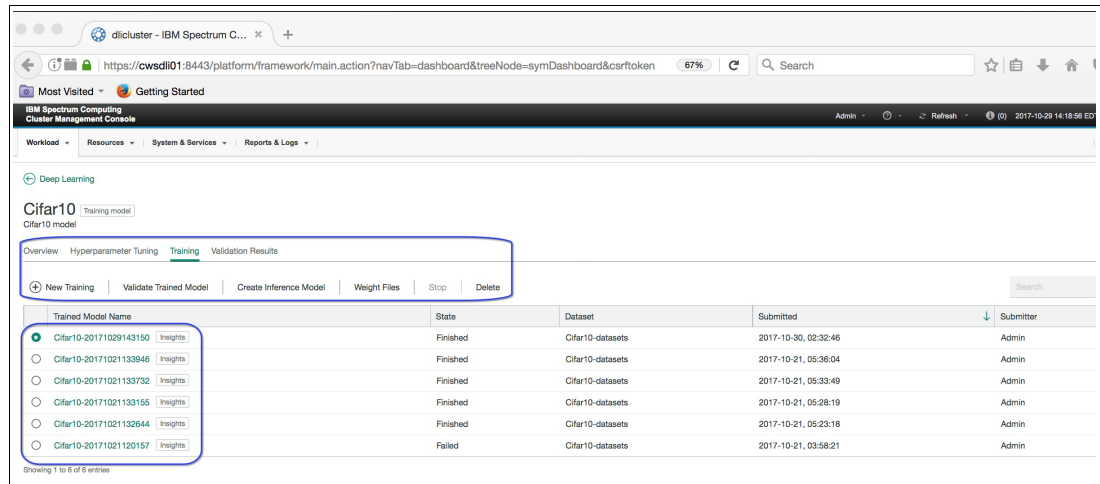 dlicluster - IBM Spectrum C... × +
https://cwsdli01:8443/platform/framework/main.action?navTab=dashboard&treeNode=symDashboard&csrftoken 67% Search
Most Visited Getting Started
IBM Spectrum Computing
Cluster Management Console
Admin Refresh (0) 2017-10-29 14:18:56 EDT
Workload Resources System & Services Reports & Logs
Deep Learning
Cifar10 Training model
Cifar10 model
Overview Hyperparameter Tuning Training Validation Results
New Training Validate Trained Model Create Inference Model Weight Files Stop Delete Search
Trained Model Name State Dataset Submitted Submitter
Cifar10-20171029143150 Insights Finished Cifar10-datasets 2017-10-30, 02:32:46 Admin
Cifar10-20171021133946 Insights Finished Cifar10-datasets 2017-10-21, 05:36:04 Admin
Cifar10-20171021133732 Insights Finished Cifar10-datasets 2017-10-21, 05:33:49 Admin
Cifar10-20171021133155 Insights Finished Cifar10-datasets 2017-10-21, 05:28:19 Admin
Cifar10-20171021132644 Insights Finished Cifar10-datasets 2017-10-21, 05:23:18 Admin
Cifar10-20171021120157 Insights Failed Cifar10-datasets 2017-10-21, 03:58:21 Admin
Showing 1 to 6 of 6 entries